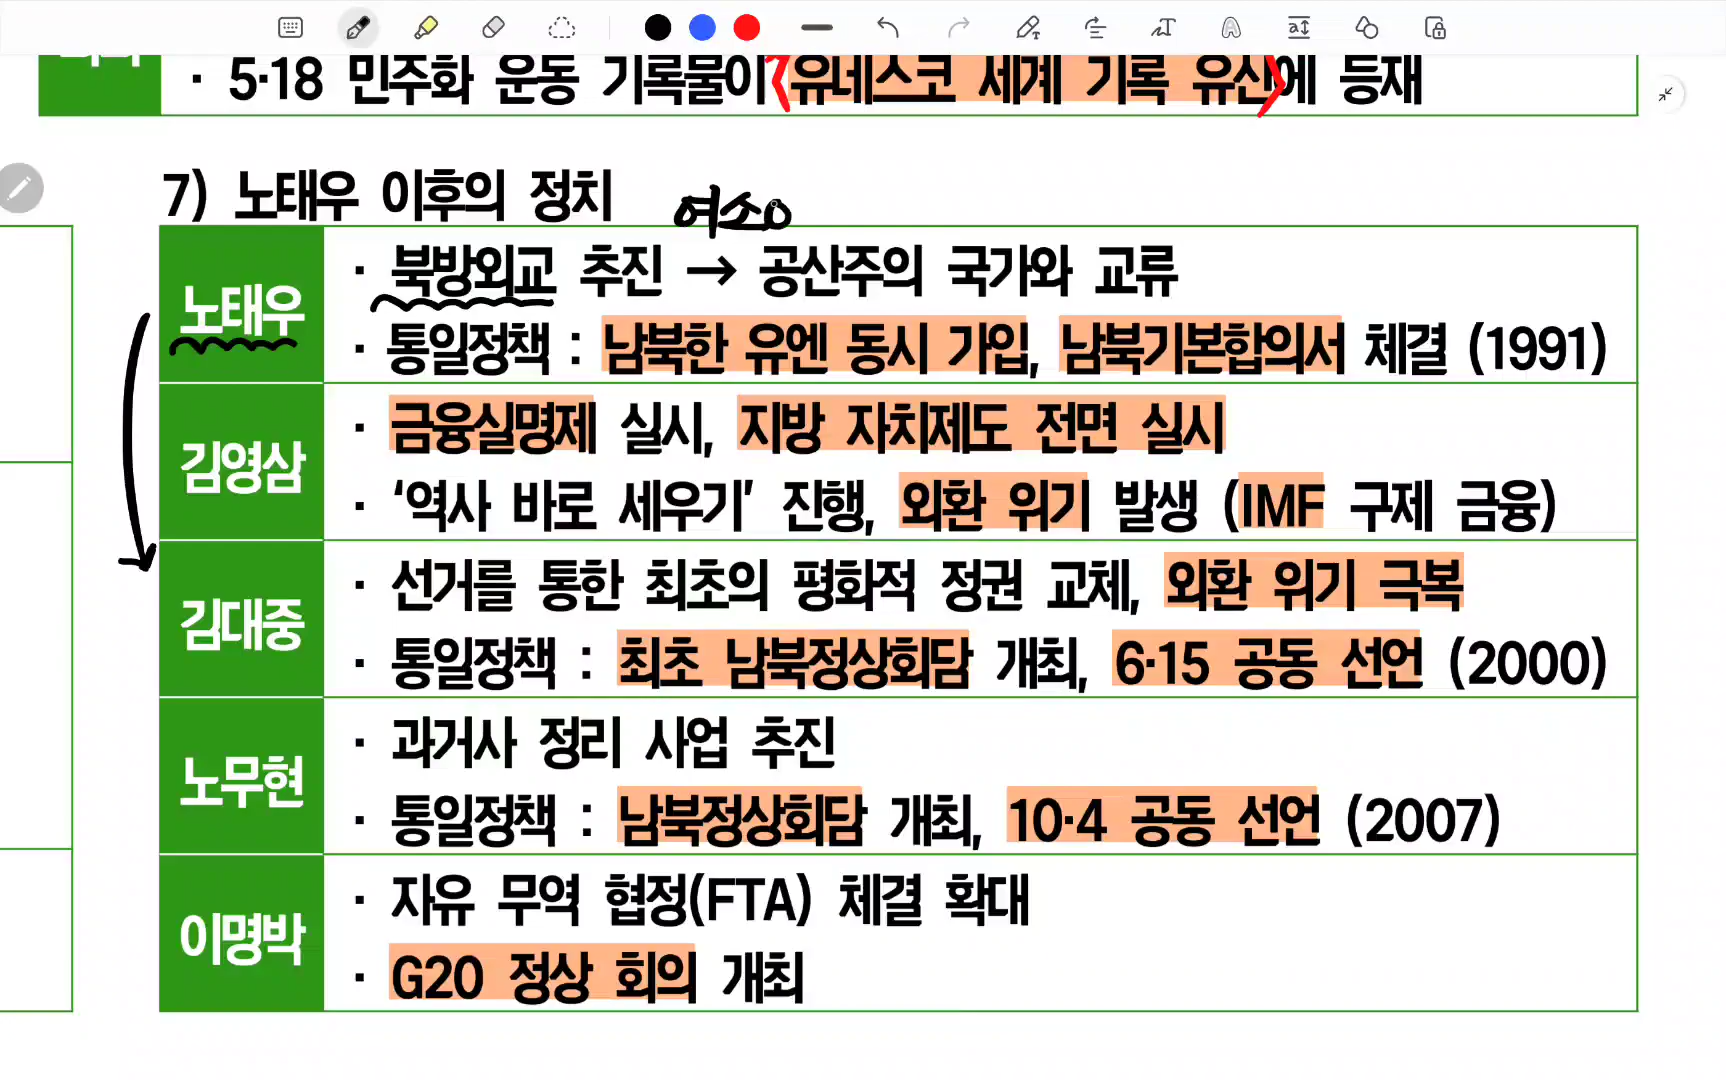 · 5·18 민주화 운동 기록물이 〈유네스코 세계 기록 유산〉에 등재
7) 노태우 이후의 정치
여소
노태우
· 북방외교 추진 → 공산주의 국가와 교류
· 통일정책 : 남북한 유엔 동시 가입, 남북기본합의서 체결 (1991)
김영삼
· 금융실명제 실시, 지방 자치제도 전면 실시
· ‘역사 바로 세우기’ 진행, 외환 위기 발생 (IMF 구제 금융)
김대중
· 선거를 통한 최초의 평화적 정권 교체, 외환 위기 극복
· 통일정책 : 최초 남북정상회담 개최, 6·15 공동 선언 (2000)
노무현
· 과거사 정리 사업 추진
· 통일정책 : 남북정상회담 개최, 10·4 공동 선언 (2007)
이명박
· 자유 무역 협정(FTA) 체결 확대
· G20 정상 회의 개최